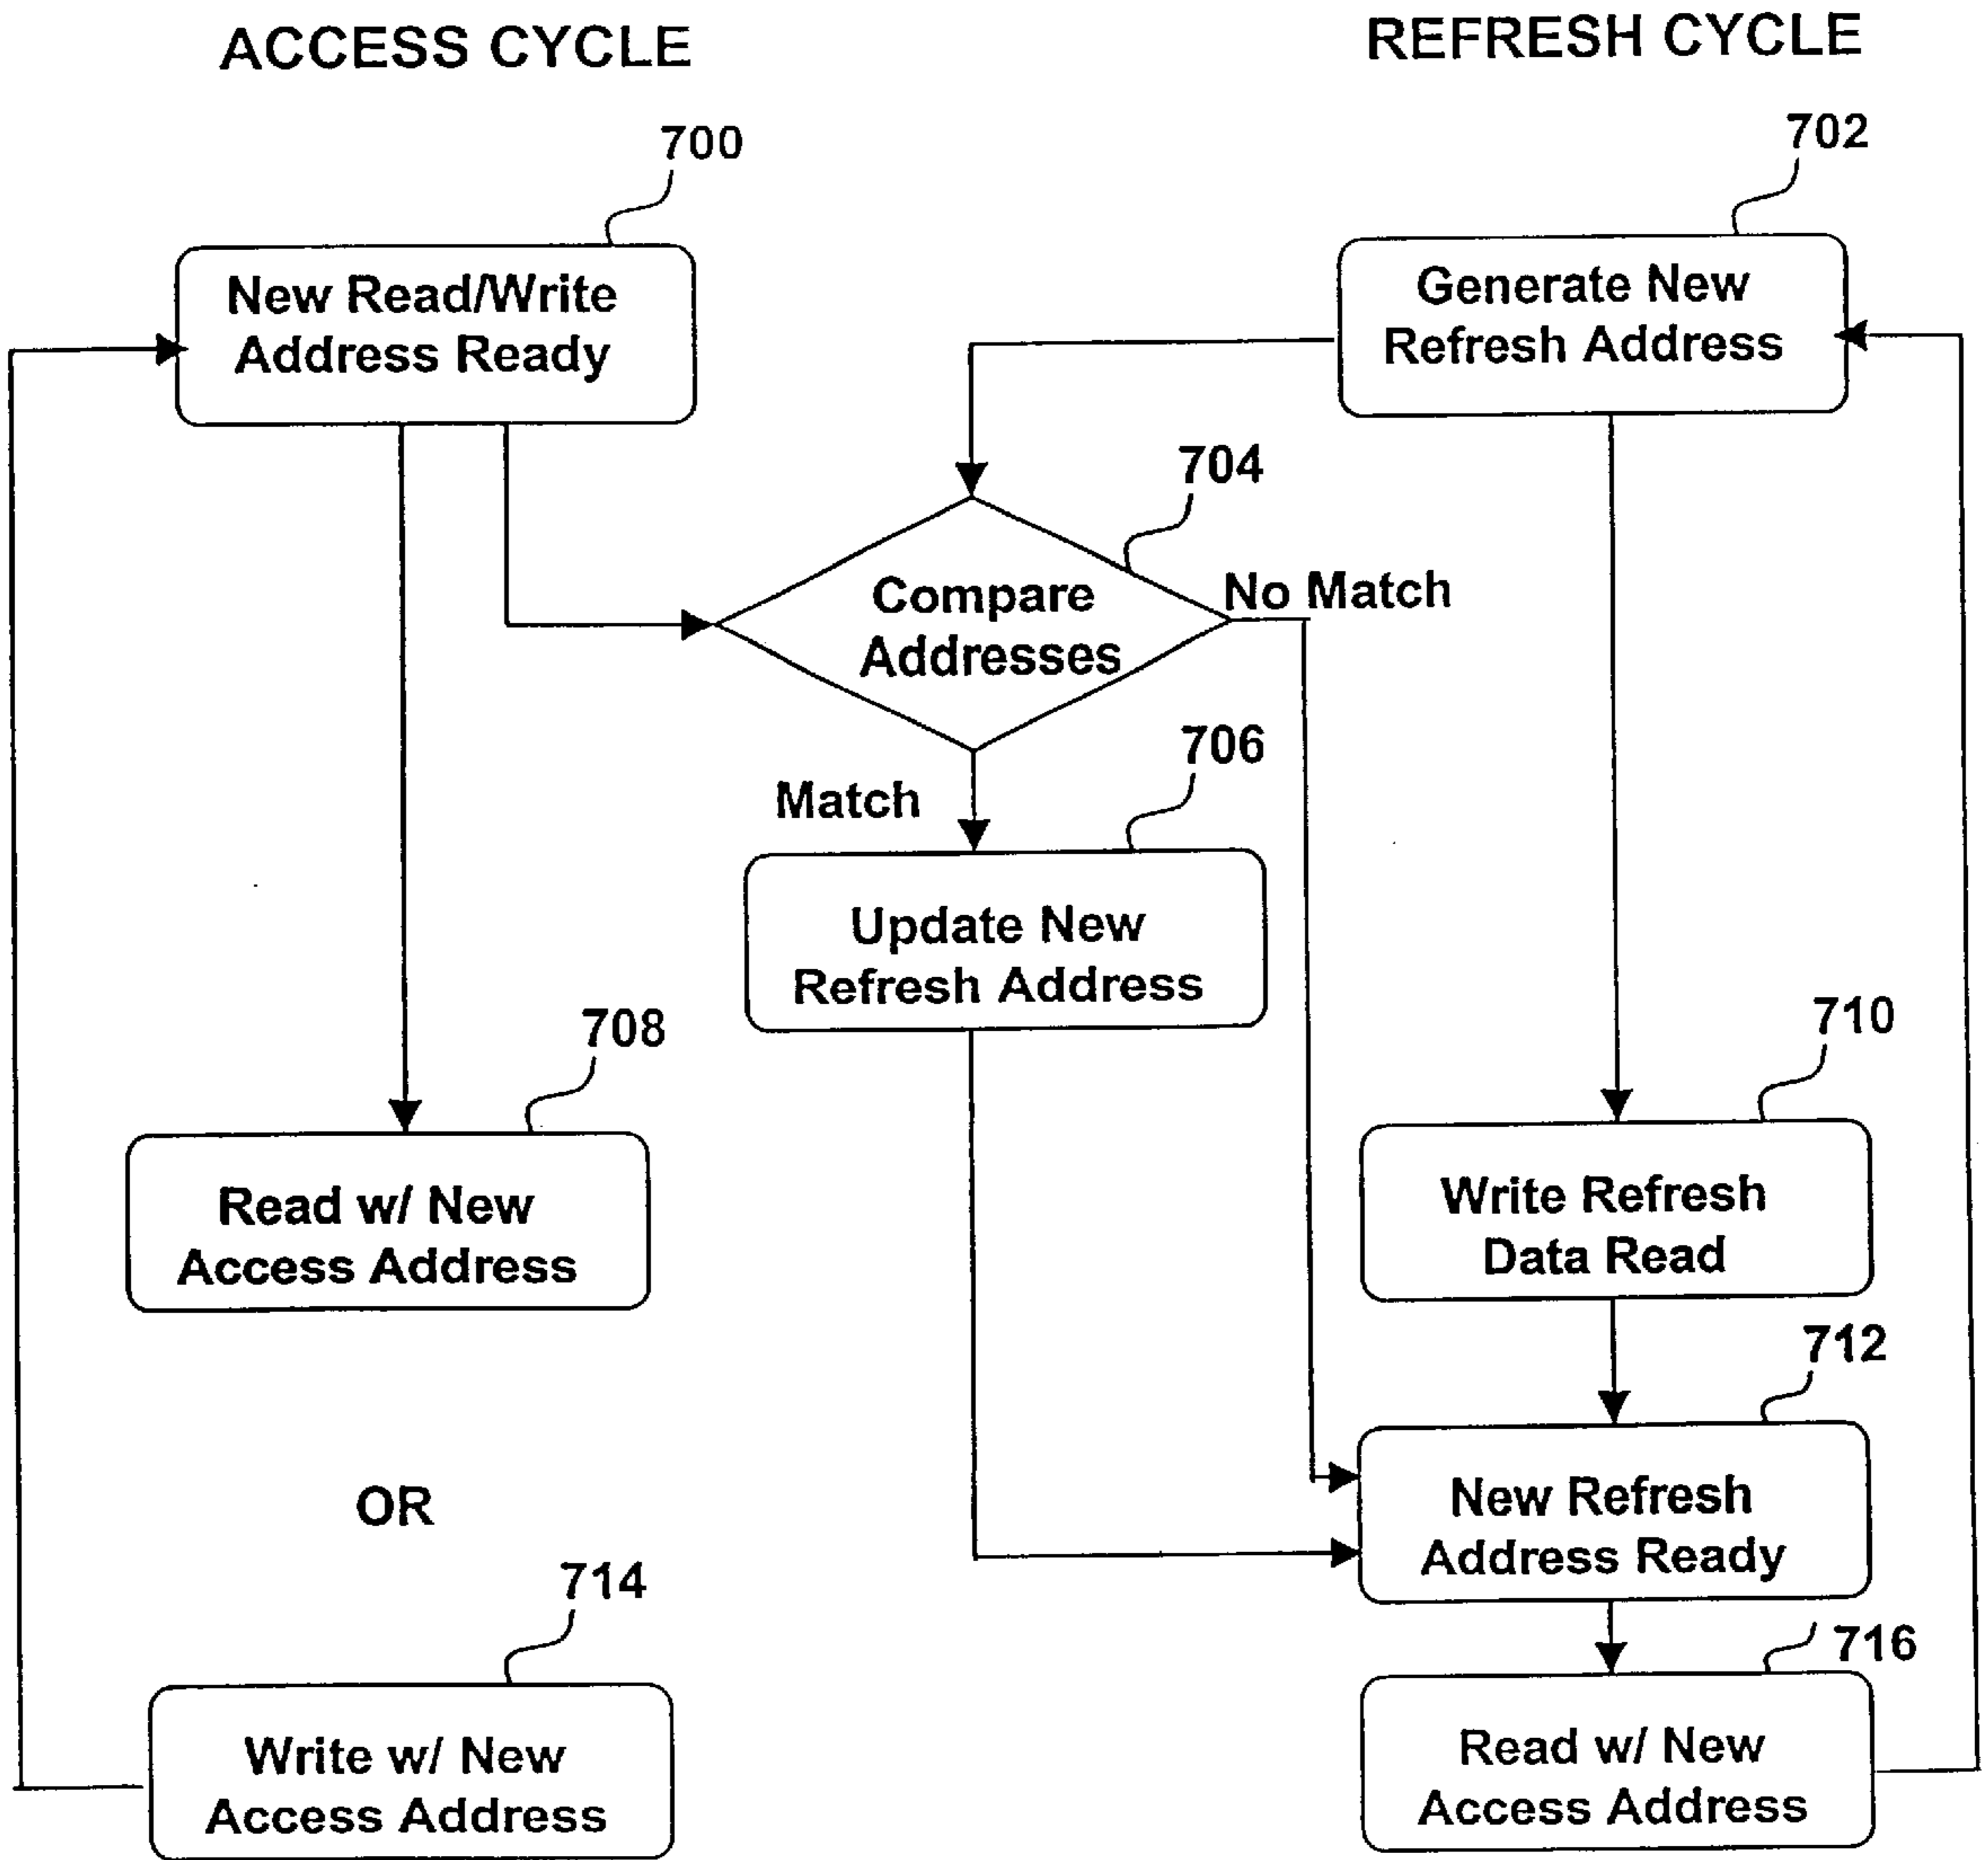 ACCESS CYCLE
REFRESH CYCLE
700
702
New Read/Write
Address Ready
Generate New
Refresh Address
704
Compare
Addresses
No Match
706
Match
Update New
Refresh Address
708
710
Read w/ New
Access Address
Write Refresh
Data Read
712
OR
New Refresh
Address Ready
714
716
Write w/ New
Access Address
Read w/ New
Access Address